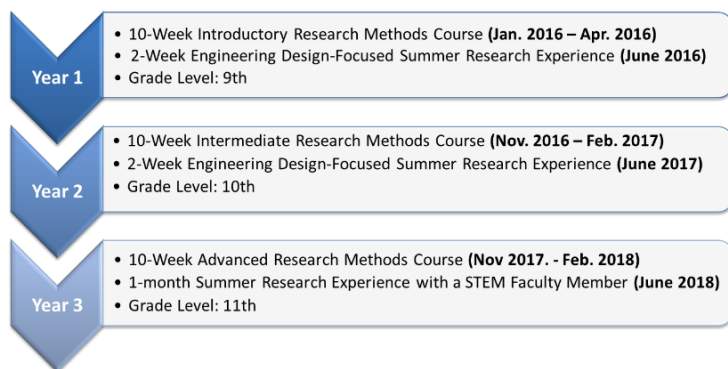 Year 1
• 10-Week Introductory Research Methods Course (Jan. 2016 – Apr. 2016)
• 2-Week Engineering Design-Focused Summer Research Experience (June 2016)
• Grade Level: 9th
Year 2
• 10-Week Intermediate Research Methods Course (Nov. 2016 – Feb. 2017)
• 2-Week Engineering Design-Focused Summer Research Experience (June 2017)
• Grade Level: 10th
Year 3
• 10-Week Advanced Research Methods Course (Nov 2017. - Feb. 2018)
• 1-month Summer Research Experience with a STEM Faculty Member (June 2018)
• Grade Level: 11th